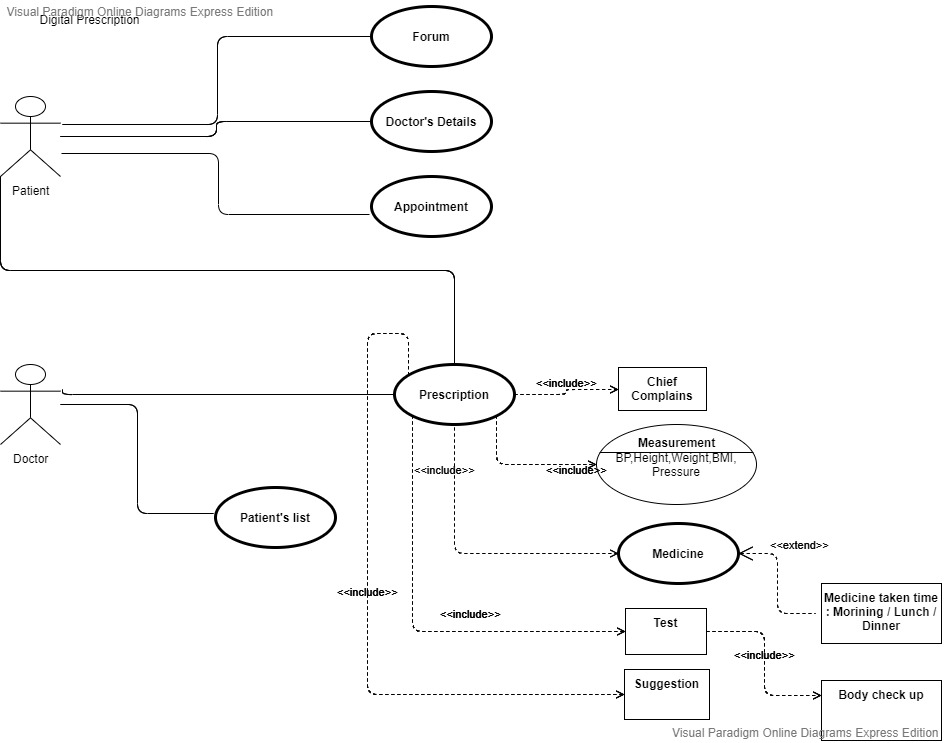 Visual Paradigm Online Diagrams Express Edition
Digital Prescription
Forum
Doctor's Details
Patient
Appointment
Prescription
<<include>>
Chief
Complains
Doctor
Measurement
BP,Height,Weight,BMI,
Pressure
<<include>>
<<include>>
Patient's list
Medicine
<<extend>>
<<include>>
Medicine taken time
: Morining / Lunch /
Dinner
<<include>>
Test
<<include>>
Suggestion
Body check up
Visual Paradigm Online Diagrams Express Edition